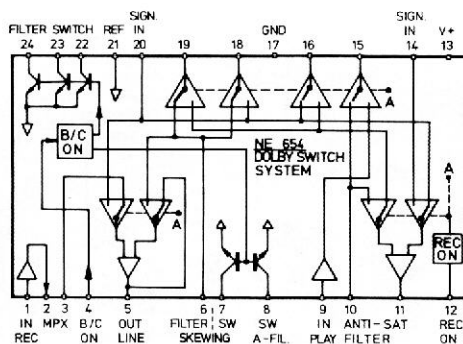 FILTER SWITCH REF SIGN. IN GND SIGN. IN V+
24 23 22 21 20 19 18 17 16 15 14 13
A
B/C ON
NE 654
DOLBY SWITCH
SYSTEM
A
A
REC ON
1 2 3 4 5 6 7 8 9 10 11 12
IN REC MPX B/C ON OUT LINE FILTER SKEWING SW SW A-FIL. IN PLAY ANTI-SAT FILTER REC ON